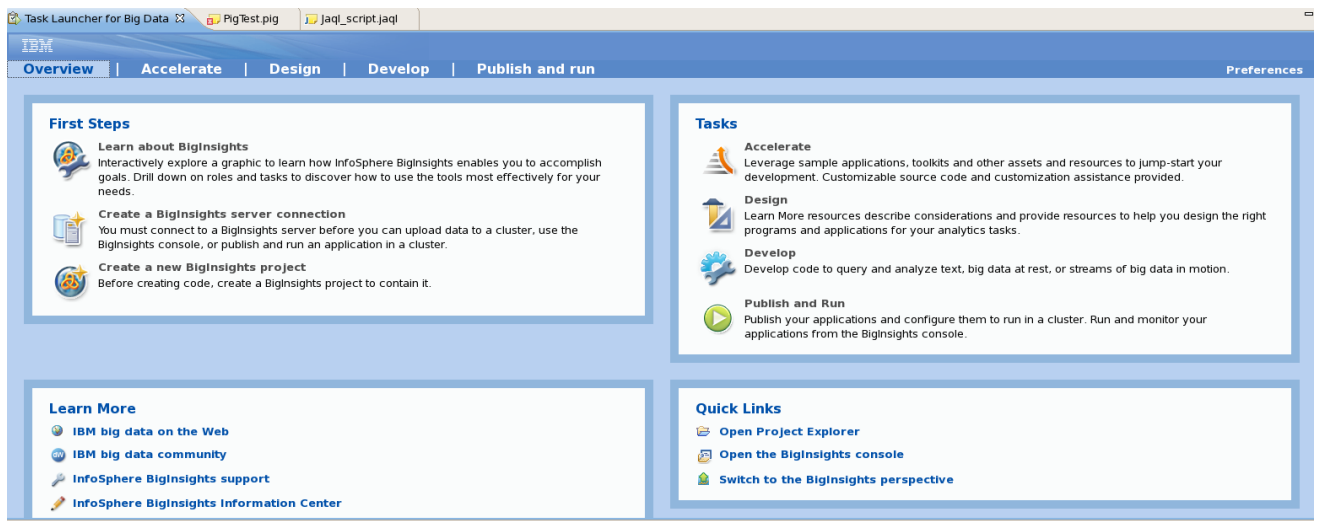 Task Launcher for Big Data
PigTest.pig
Jaql_script.jaql
IBM
Overview | Accelerate | Design | Develop | Publish and run
Preferences
First Steps
Learn about BigInsights
Interactively explore a graphic to learn how InfoSphere BigInsights enables you to accomplish
goals. Drill down on roles and tasks to discover how to use the tools most effectively for your
needs.
Create a BigInsights server connection
You must connect to a BigInsights server before you can upload data to a cluster, use the
BigInsights console, or publish and run an application in a cluster.
Create a new BigInsights project
Before creating code, create a BigInsights project to contain it.
Tasks
Accelerate
Leverage sample applications, toolkits and other assets and resources to jump-start your
development. Customizable source code and customization assistance provided.
Design
Learn More resources describe considerations and provide resources to help you design the right
programs and applications for your analytics tasks.
Develop
Develop code to query and analyze text, big data at rest, or streams of big data in motion.
Publish and Run
Publish your applications and configure them to run in a cluster. Run and monitor your
applications from the BigInsights console.
Learn More
IBM big data on the Web
IBM big data community
InfoSphere BigInsights support
InfoSphere BigInsights Information Center
Quick Links
Open Project Explorer
Open the BigInsights console
Switch to the BigInsights perspective